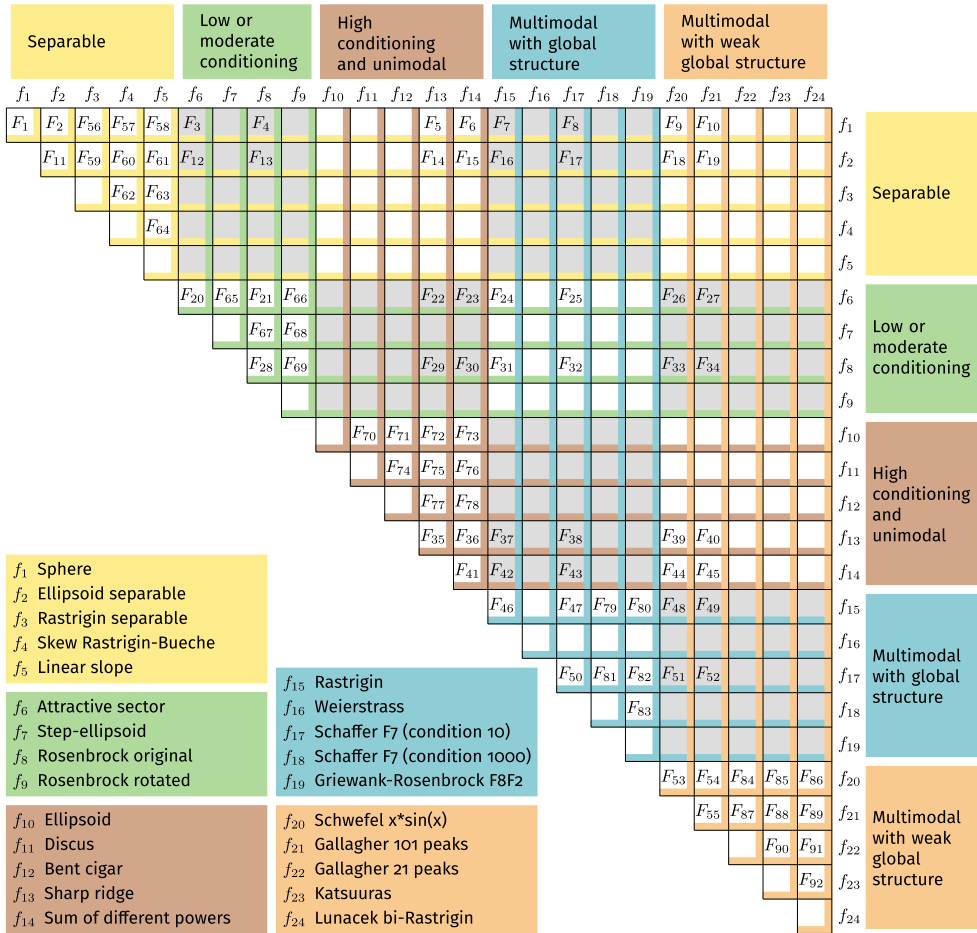 Separable
Low or
moderate
conditioning
High
conditioning
and unimodal
Multimodal
with global
structure
Multimodal
with weak
global structure
f1 f2 f3 f4 f5 f6 f7 f8 f9 f10 f11 f12 f13 f14 f15 f16 f17 f18 f19 f20 f21 f22 f23 f24
F1 F2 F56 F57 F58 F3 F4 F5 F6 F7 F8 F9 F10 f1
F11 F59 F60 F61 F12 F13 F14 F15 F16 F17 F18 F19 f2
F62 F63 f3
F64 f4
f5
F20 F65 F21 F66 F22 F23 F24 F25 F26 F27 f6
F67 F68 f7
F28 F69 F29 F30 F31 F32 F33 F34 f8
f9
F70 F71 F72 F73 f10
F74 F75 F76 f11
F77 F78 f12
F35 F36 F37 F38 F39 F40 f13
F41 F42 F43 F44 F45 f14
F46 F47 F79 F80 F48 F49 f15
f16
F50 F81 F82 F51 F52 f17
F83 f18
f19
F53 F54 F84 F85 F86 f20
F55 F87 F88 F89 f21
F90 F91 f22
F92 f23
f24
Separable
Low or
moderate
conditioning
High
conditioning
and
unimodal
Multimodal
with global
structure
Multimodal
with weak
global
structure
f1 Sphere
f2 Ellipsoid separable
f3 Rastrigin separable
f4 Skew Rastrigin-Bueche
f5 Linear slope
f6 Attractive sector
f7 Step-ellipsoid
f8 Rosenbrock original
f9 Rosenbrock rotated
f10 Ellipsoid
f11 Discus
f12 Bent cigar
f13 Sharp ridge
f14 Sum of different powers
f15 Rastrigin
f16 Weierstrass
f17 Schaffer F7 (condition 10)
f18 Schaffer F7 (condition 1000)
f19 Griewank-Rosenbrock F8F2
f20 Schwefel x*sin(x)
f21 Gallagher 101 peaks
f22 Gallagher 21 peaks
f23 Katsuuras
f24 Lunacek bi-Rastrigin